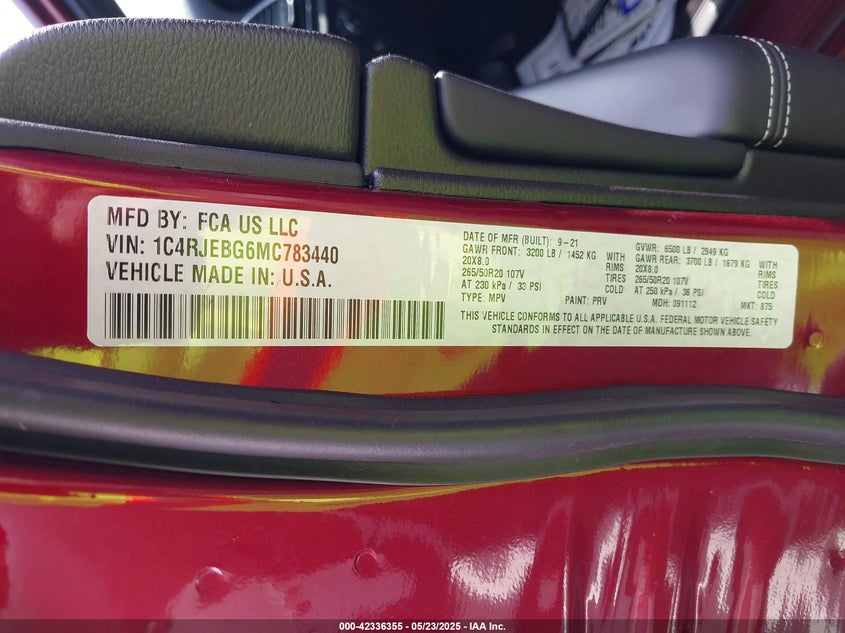 MFD BY: FCA US LLC
VIN: 1C4RJEBG6MC783440
VEHICLE MADE IN: U.S.A.
DATE OF MFR (BUILT): 9-21 GVWR: 6500 LB / 2949 KG
GAWR FRONT: 3200 LB / 1452 KG WITH GAWR REAR: 3700 LB / 1679 KG WITH
20X8.0 RIMS 20X8.0 RIMS
265/50R20 107V TIRES 265/50R20 107V TIRES
AT 230 kPa / 33 PSI COLD AT 250 kPa / 36 PSI COLD
TYPE: MPV PAINT: PRV MDH: 091112 MKT: 875
THIS VEHICLE CONFORMS TO ALL APPLICABLE U.S.A. FEDERAL MOTOR VEHICLE SAFETY
STANDARDS IN EFFECT ON THE DATE OF MANUFACTURE SHOWN ABOVE.
000-42336355 - 05/23/2025 - IAA Inc.